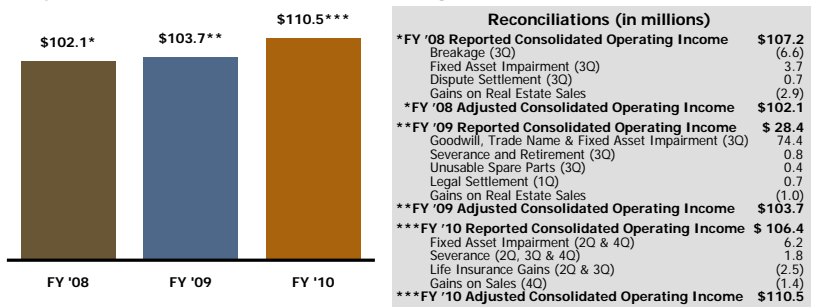 $102.1*
$103.7**
$110.5***
FY '08
FY '09
FY '10
Reconciliations (in millions)
*FY '08 Reported Consolidated Operating Income $107.2
Breakage (3Q) (6.6)
Fixed Asset Impairment (3Q) 3.7
Dispute Settlement (3Q) 0.7
Gains on Real Estate Sales (2.9)
*FY '08 Adjusted Consolidated Operating Income $102.1
**FY '09 Reported Consolidated Operating Income $ 28.4
Goodwill, Trade Name & Fixed Asset Impairment (3Q) 74.4
Severance and Retirement (3Q) 0.8
Unusable Spare Parts (3Q) 0.4
Legal Settlement (1Q) 0.7
Gains on Real Estate Sales (1.0)
**FY '09 Adjusted Consolidated Operating Income $103.7
***FY '10 Reported Consolidated Operating Income $ 106.4
Fixed Asset Impairment (2Q & 4Q) 6.2
Severance (2Q, 3Q & 4Q) 1.8
Life Insurance Gains (2Q & 3Q) (2.5)
Gains on Sales (4Q) (1.4)
***FY '10 Adjusted Consolidated Operating Income $110.5